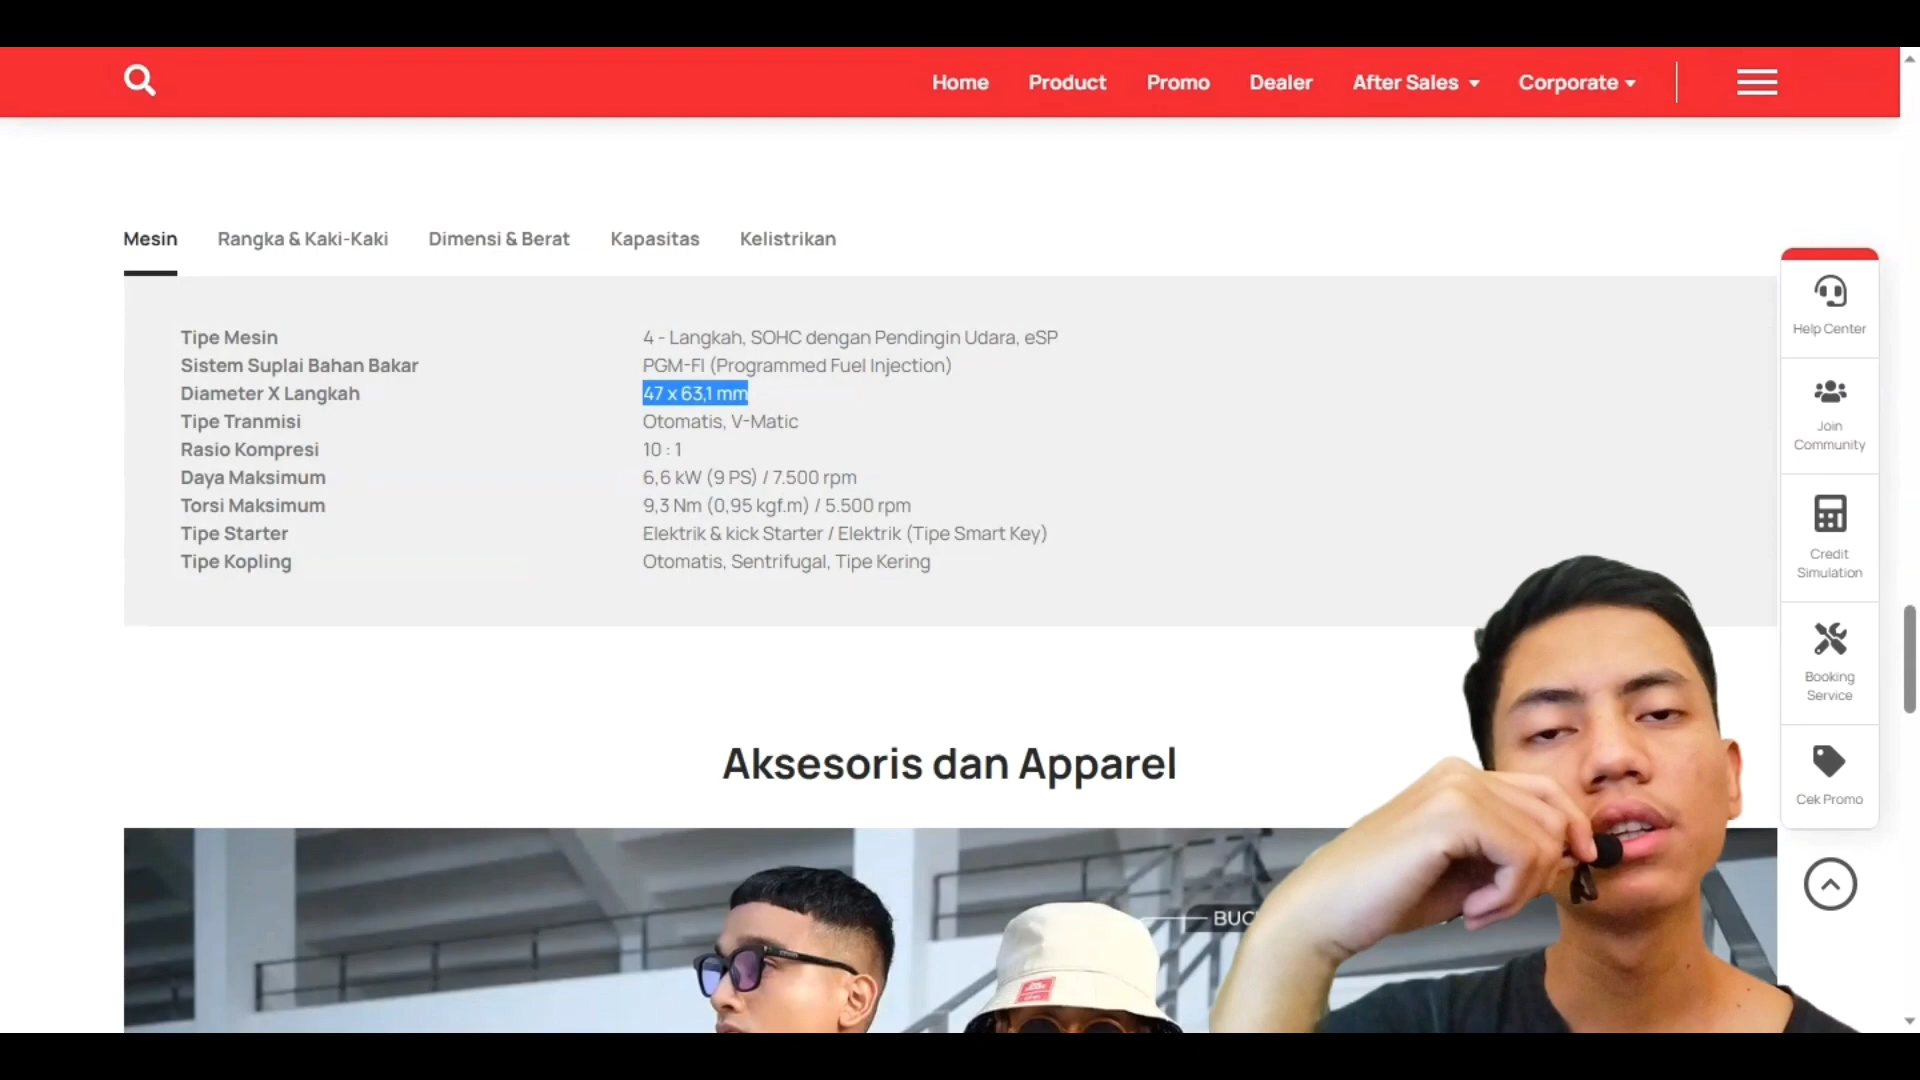 Home Product Promo Dealer After Sales Corporate
Mesin Rangka & Kaki-Kaki Dimensi & Berat Kapasitas Kelistrikan
Tipe Mesin 4 - Langkah, SOHC dengan Pendingin Udara, eSP
Sistem Suplai Bahan Bakar PGM-FI (Programmed Fuel Injection)
Diameter X Langkah 47 x 63,1 mm
Tipe Tranmisi Otomatis, V-Matic
Rasio Kompresi 10 : 1
Daya Maksimum 6,6 kW (9 PS) / 7.500 rpm
Torsi Maksimum 9,3 Nm (0,95 kgf.m) / 5.500 rpm
Tipe Starter Elektrik & kick Starter / Elektrik (Tipe Smart Key)
Tipe Kopling Otomatis, Sentrifugal, Tipe Kering
Help Center
Join
Community
Credit
Simulation
Booking
Service
Cek Promo
Aksesoris dan Apparel